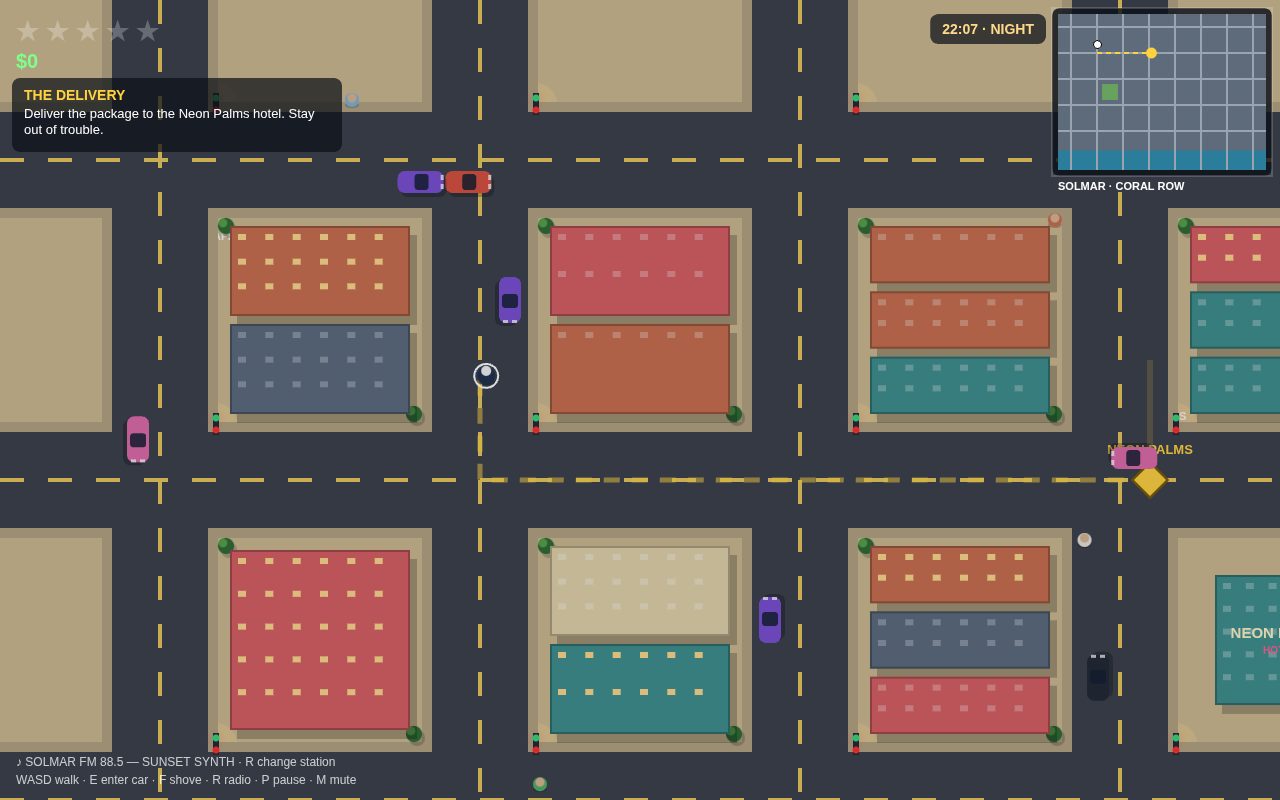 $0
THE DELIVERY
Deliver the package to the Neon Palms hotel. Stay
out of trouble.
22:07 · NIGHT
SOLMAR · CORAL ROW
NEON
♪ SOLMAR FM 88.5 — SUNSET SYNTH · R change station
WASD walk · E enter car · F shove · R radio · P pause · M mute